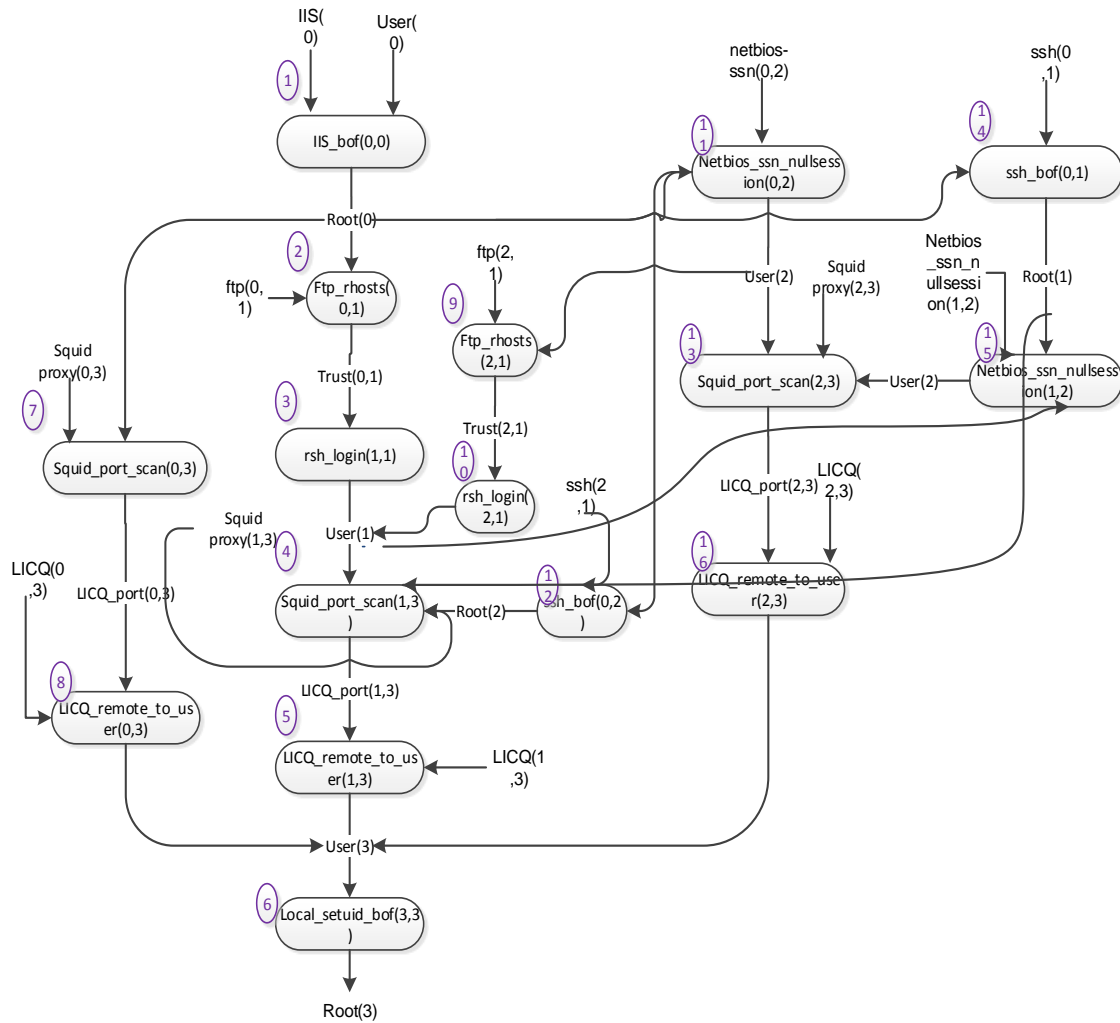 IIS(
0)
User(
0)
netbios-
ssn(0,2)
ssh(0
,1)
1
IIS_bof(0,0)
1
1
Netbios_ssn_nullsess
ion(0,2)
1
4
ssh_bof(0,1)
Root(0)
2
ftp(0,
1)
Ftp_rhosts(
0,1)
ftp(2,
1)
9
Ftp_rhosts
(2,1)
User(2)
Squid
proxy(2,3)
Netbios
_ssn_n
ullsessi
on(1,2)
Root(1)
1
3
Squid_port_scan(2,3)
User(2)
1
5
Netbios_ssn_nullsess
ion(1,2)
Squid
proxy(0,3)
7
Squid_port_scan(0,3)
Trust(0,1)
3
rsh_login(1,1)
Trust(2,1)
1
0
rsh_login(
2,1)
ssh(2
,1)
LICQ_port(2,3)
LICQ(
2,3)
Squid
proxy(1,3)
User(1)
4
Squid_port_scan(1,3
)
Root(2)
1
2
ssh_bof(0,2
)
1
6
LICQ_remote_to_use
r(2,3)
LICQ(0
,3)
LICQ_port(0,3)
8
LICQ_remote_to_us
er(0,3)
LICQ_port(1,3)
5
LICQ_remote_to_us
er(1,3)
LICQ(1
,3)
User(3)
6
Local_setuid_bof(3,3
)
Root(3)